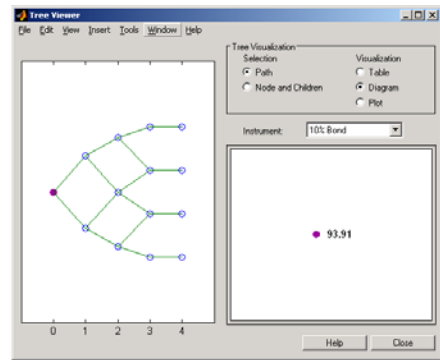 Tree Viewer
File Edit View Insert Tools Window Help
Tree Visualization
Selection Visualization
Path Table
Node and Children Diagram
Plot
Instrument: 10% Bond
93.91
0 1 2 3 4
Help Close